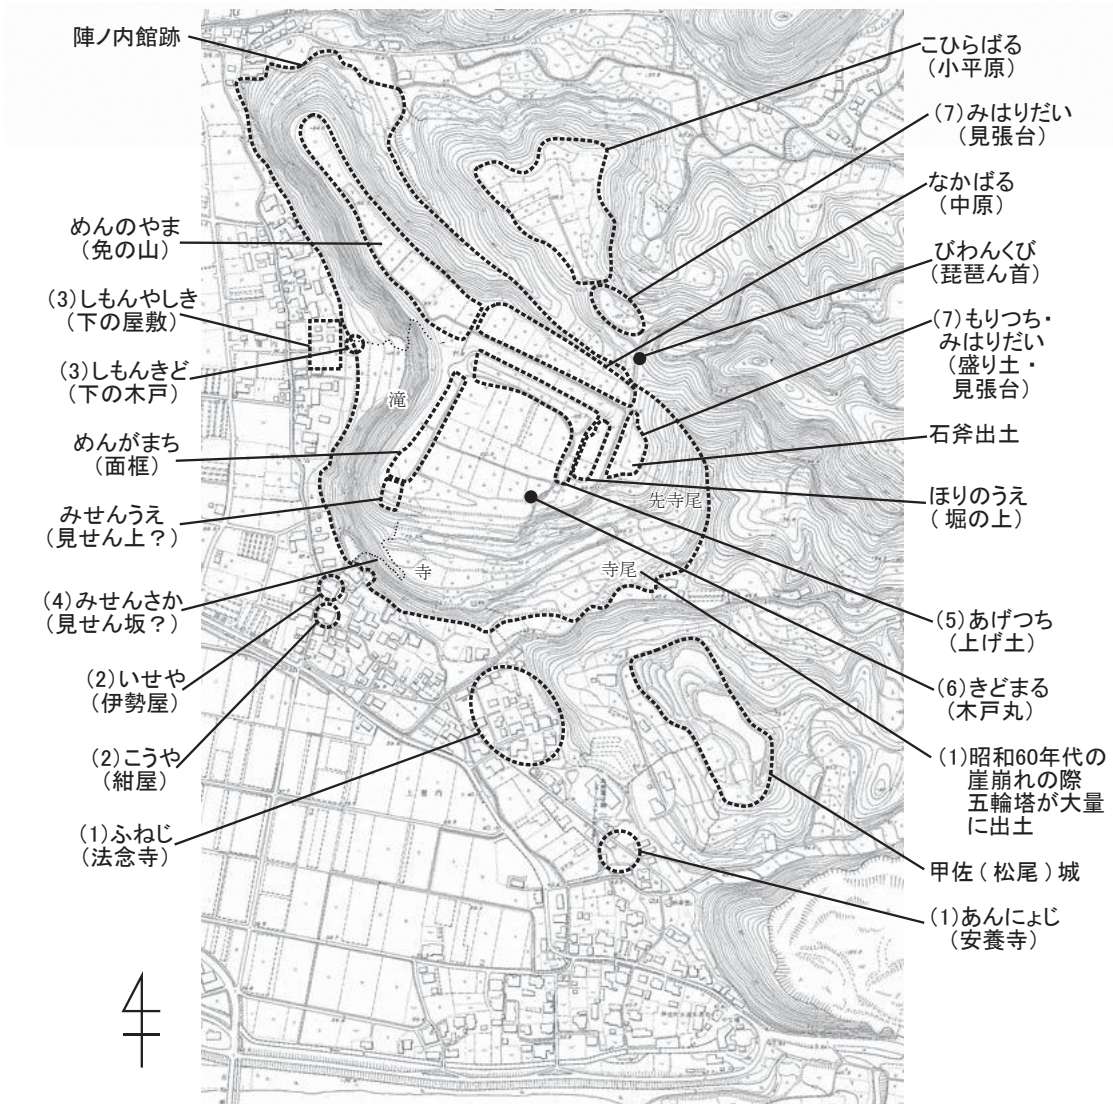 陣ノ内館跡
めんのやま
(免の山)
(3)しもんやしき
(下の屋敷)
(3)しもんきど
(下の木戸)
めんがまち
(面框)
みせんうえ
(見せん上?)
(4)みせんさか
(見せん坂?)
(2)いせや
(伊勢屋)
(2)こうや
(紺屋)
(1)ふねじ
(法念寺)
滝
寺
寺尾
先寺尾
こひらばる
(小平原)
(7)みはりだい
(見張台)
なかばる
(中原)
びわんくび
(琵琶ん首)
(7)もりつち・
みはりだい
(盛り土・
見張台)
石斧出土
ほりのうえ
(堀の上)
(5)あげつち
(上げ土)
(6)きどまる
(木戸丸)
(1)昭和60年代の
崖崩れの際
五輪塔が大量
に出土
甲佐(松尾)城
(1)あんにょじ
(安養寺)